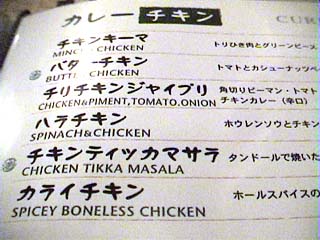 カレー チキン
チキンキーマ トリひき肉とグリーンピース
CHICKEN
バターチキン トマトとカシューナッツペ
BUTTER CHICKEN
チリチキンジャイプリ 角切りピーマン・トマト
CHICKEN&PIMENT,TOMATO.ONION チキンカレー(辛口)
ハラチキン ホウレンソウとチキン
SPINACH&CHICKEN
チキンティッカマサラ タンドールで焼いた
CHICKEN TIKKA MASALA
カライチキン ホールスパイスの
SPICEY BONELESS CHICKEN